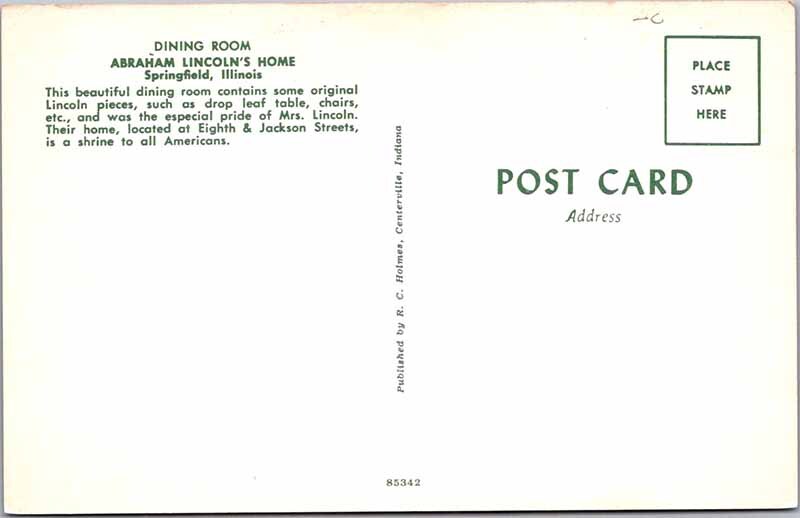 DINING ROOM
ABRAHAM LINCOLN'S HOME
Springfield, Illinois
This beautiful dining room contains some original
Lincoln pieces, such as drop leaf table, chairs,
etc., and was the especial pride of Mrs. Lincoln.
Their home, located at Eighth & Jackson Streets,
is a shrine to all Americans.
Published by R. C. Holmes, Centerville, Indiana
PLACE
STAMP
HERE
POST CARD
Address
85342